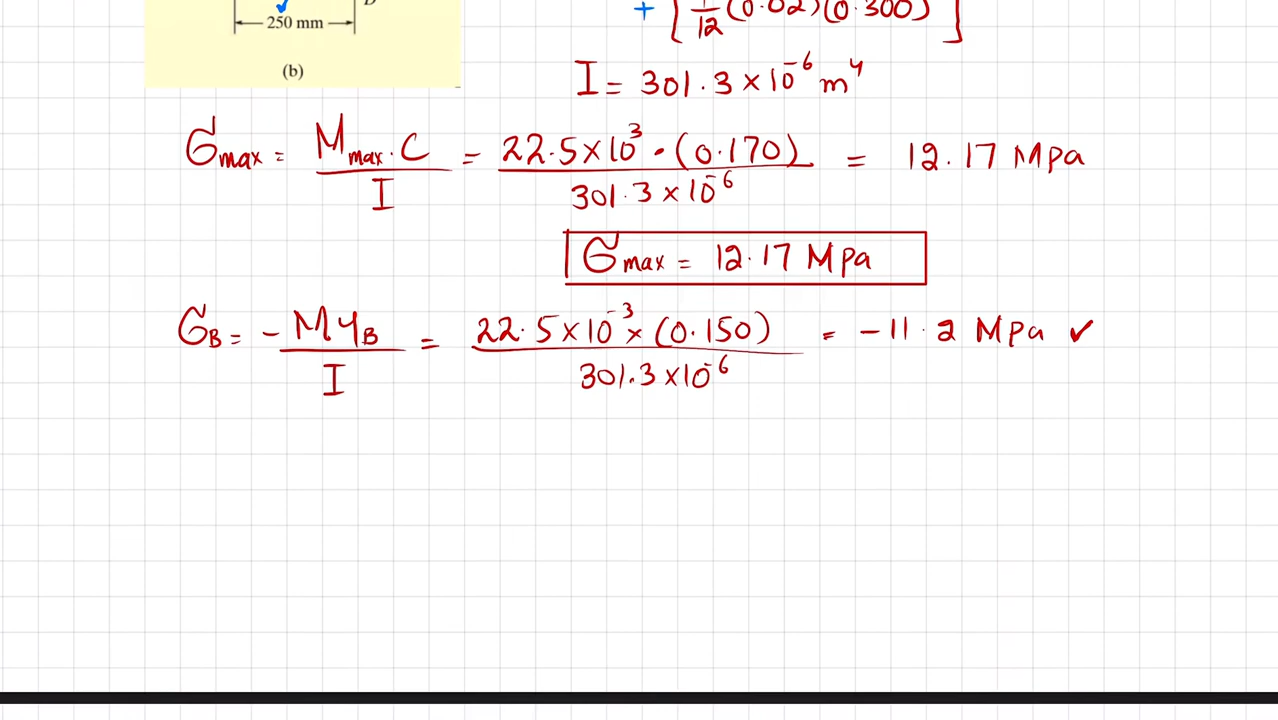 250 mm
(b)
+ [1/12 (0.02)(0.300)]
I = 301.3 × 10⁻⁶ m⁴
σmax = Mmax·C / I = 22.5×10³ · (0.170) / 301.3 × 10⁻⁶ = 12.17 MPa
σmax = 12.17 MPa
σB = - MyB / I = 22.5×10⁻³ × (0.150) / 301.3 ×10⁻⁶ = -11.2 MPa ✓